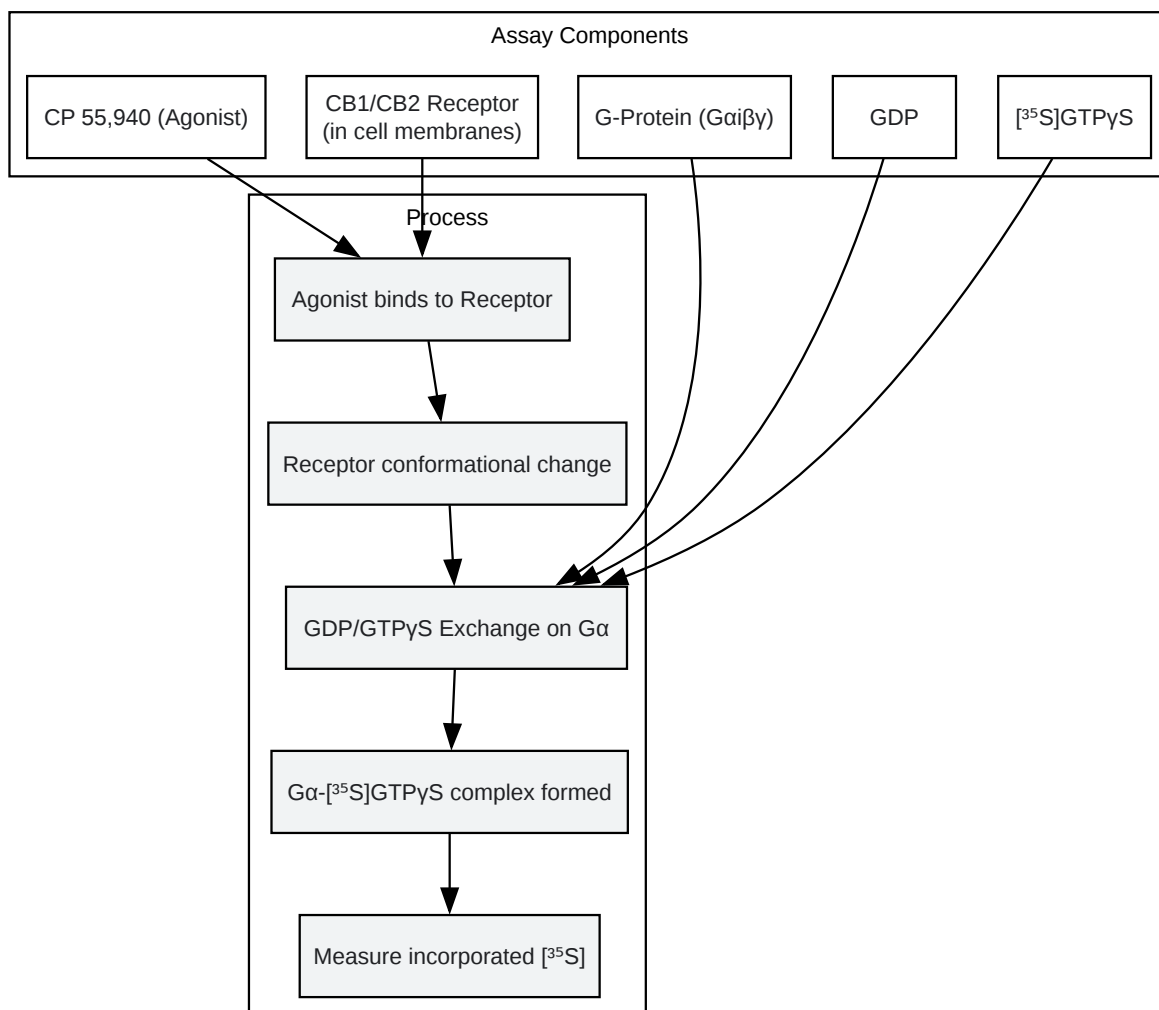 Assay Components
CP 55,940 (Agonist)
CB1/CB2 Receptor
(in cell membranes)
G-Protein (Gαiβγ)
GDP
[³⁵S]GTPγS
Process
Agonist binds to Receptor
Receptor conformational change
GDP/GTPγS Exchange on Gα
Gα-[³⁵S]GTPγS complex formed
Measure incorporated [³⁵S]